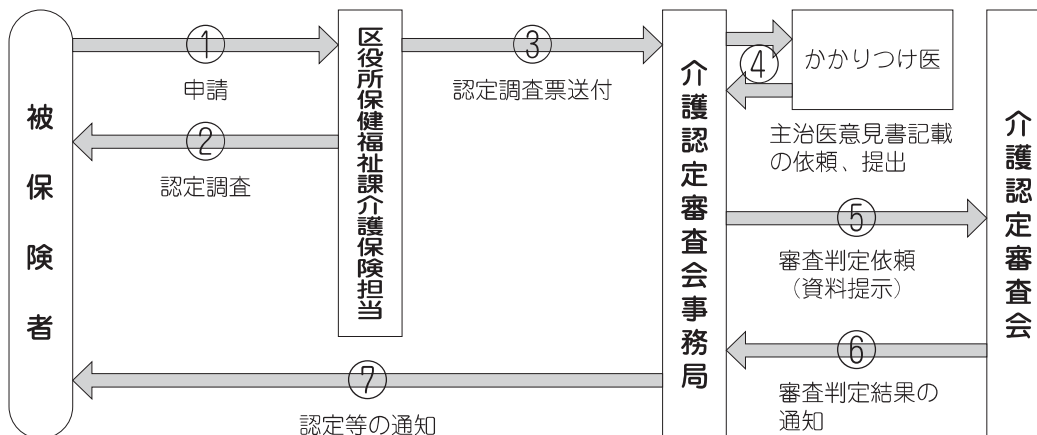 被保険者
①
申請
②
認定調査
区役所保健福祉課介護保険担当
③
認定調査票送付
介護認定審査会事務局
④
かかりつけ医
主治医意見書記載
の依頼、提出
⑤
審査判定依頼
(資料提示)
⑥
審査判定結果の
通知
⑦
認定等の通知
介護認定審査会